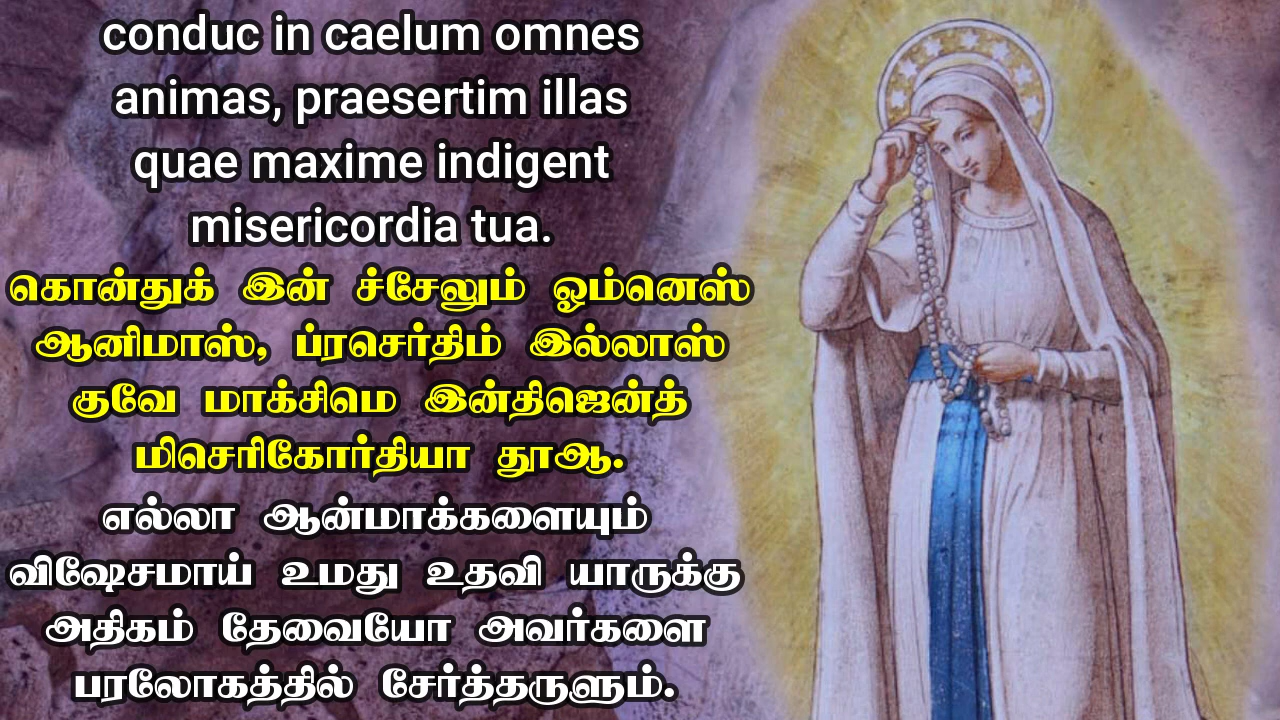 conduc in caelum omnes
animas, praesertim illas
quae maxime indigent
misericordia tua.
கொன்துக் இன் ச்சேலும் ஓம்னெஸ்
ஆனிமாஸ், ப்ரசெர்திம் இல்லாஸ்
குவே மாக்சிமெ இன்திஜென்த்
மிசெரிகோர்தியா தூஆ.
எல்லா ஆன்மாக்களையும்
விஷேசமாய் உமது உதவி யாருக்கு
அதிகம் தேவையோ அவர்களை
பரலோகத்தில் சேர்த்தருளும்.